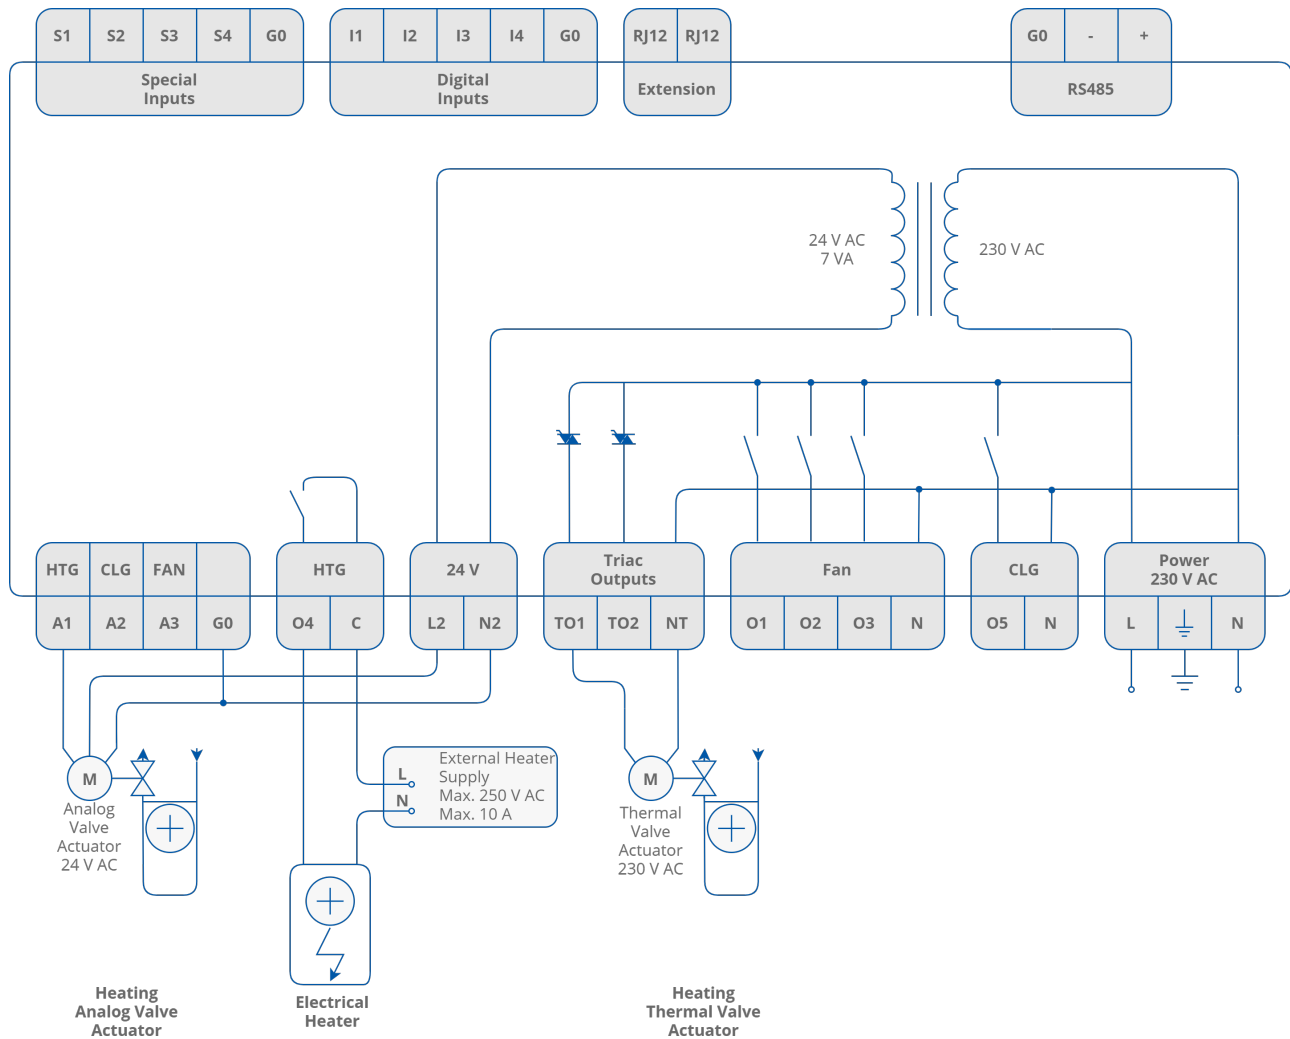 S1 S2 S3 S4 G0
Special
Inputs
I1 I2 I3 I4 G0
Digital
Inputs
RJ12 RJ12
Extension
G0 - +
RS485
24 V AC
7 VA
230 V AC
HTG CLG FAN
A1 A2 A3 G0
HTG
O4 C
24 V
L2 N2
Triac
Outputs
TO1 TO2 NT
Fan
O1 O2 O3 N
CLG
O5 N
Power
230 V AC
L N
M
Analog
Valve
Actuator
24 V AC
L
N
External Heater
Supply
Max. 250 V AC
Max. 10 A
M
Thermal
Valve
Actuator
230 V AC
Heating
Analog Valve
Actuator
Electrical
Heater
Heating
Thermal Valve
Actuator